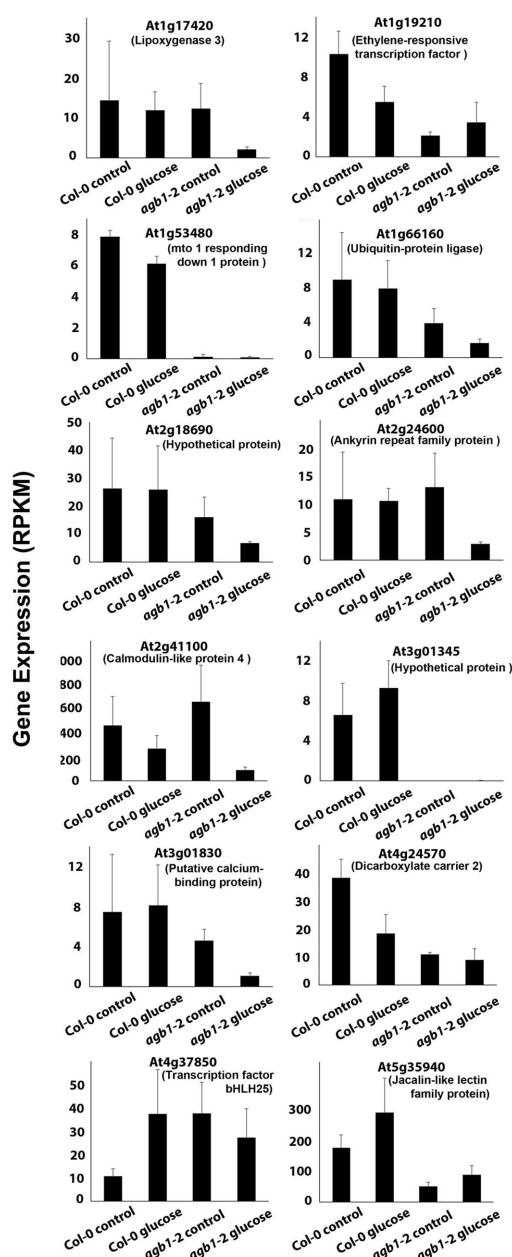 Gene Expression (RPKM)
At1g17420
(Lipoxygenase 3)
30
20
10
0
Col-0 control
Col-0 glucose
agb1-2 control
agb1-2 glucose
At1g19210
(Ethylene-responsive
transcription factor )
12
8
4
0
Col-0 control
Col-0 glucose
agb1-2 control
agb1-2 glucose
At1g53480
(mto 1 responding
down 1 protein )
8
6
4
2
0
Col-0 control
Col-0 glucose
agb1-2 control
agb1-2 glucose
At1g66160
(Ubiquitin-protein ligase)
12
8
4
0
Col-0 control
Col-0 glucose
agb1-2 control
agb1-2 glucose
At2g18690
(Hypothetical protein)
50
40
30
20
10
0
Col-0 control
Col-0 glucose
agb1-2 control
agb1-2 glucose
At2g24600
(Ankyrin repeat family protein )
20
15
10
5
0
Col-0 control
Col-0 glucose
agb1-2 control
agb1-2 glucose
At2g41100
(Calmodulin-like protein 4 )
000
800
600
400
200
0
Col-0 control
Col-0 glucose
agb1-2 control
agb1-2 glucose
At3g01345
(Hypothetical protein )
12
8
4
0
Col-0 control
Col-0 glucose
agb1-2 control
agb1-2 glucose
At3g01830
(Putative calcium-
binding protein)
12
8
4
0
Col-0 control
Col-0 glucose
agb1-2 control
agb1-2 glucose
At4g24570
(Dicarboxylate carrier 2)
40
30
20
10
0
Col-0 control
Col-0 glucose
agb1-2 control
agb1-2 glucose
At4g37850
(Transcription factor
bHLH25)
50
40
30
20
10
0
Col-0 control
Col-0 glucose
agb1-2 control
agb1-2 glucose
At5g35940
(Jacalin-like lectin
family protein)
300
200
100
0
Col-0 control
Col-0 glucose
agb1-2 control
agb1-2 glucose